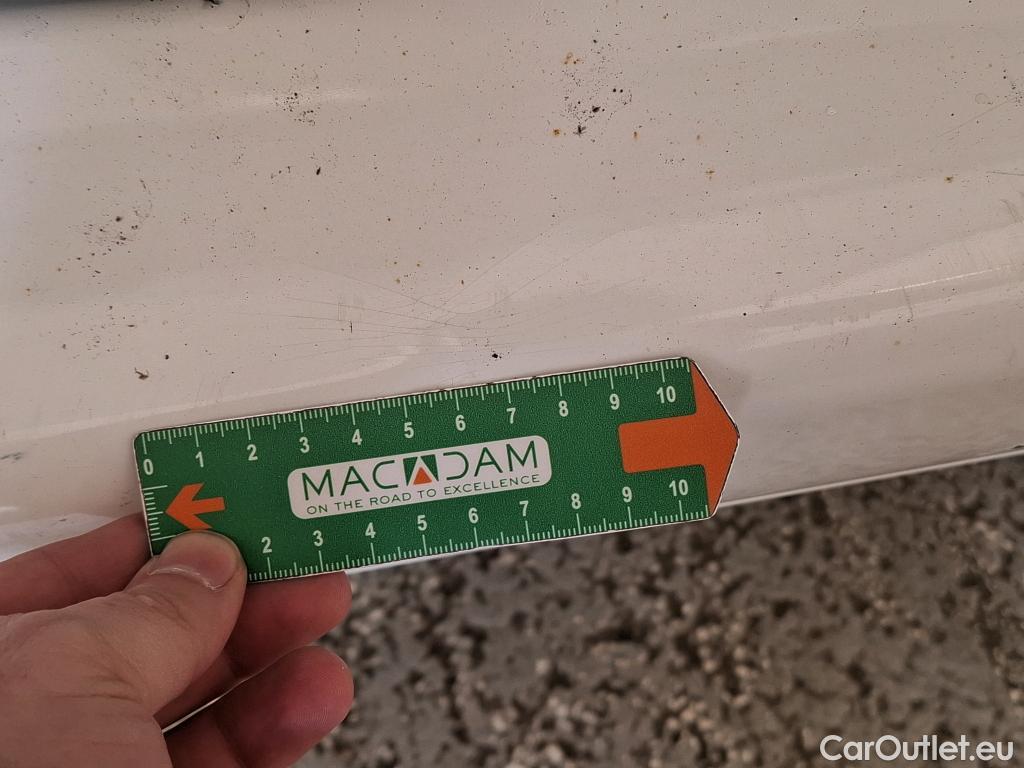 0 1 2 3 4 5 6 7 8 9 10
MACADAM
ON THE ROAD TO EXCELLENCE
2 3 4 5 6 7 8 9 10
CarOutlet.eu